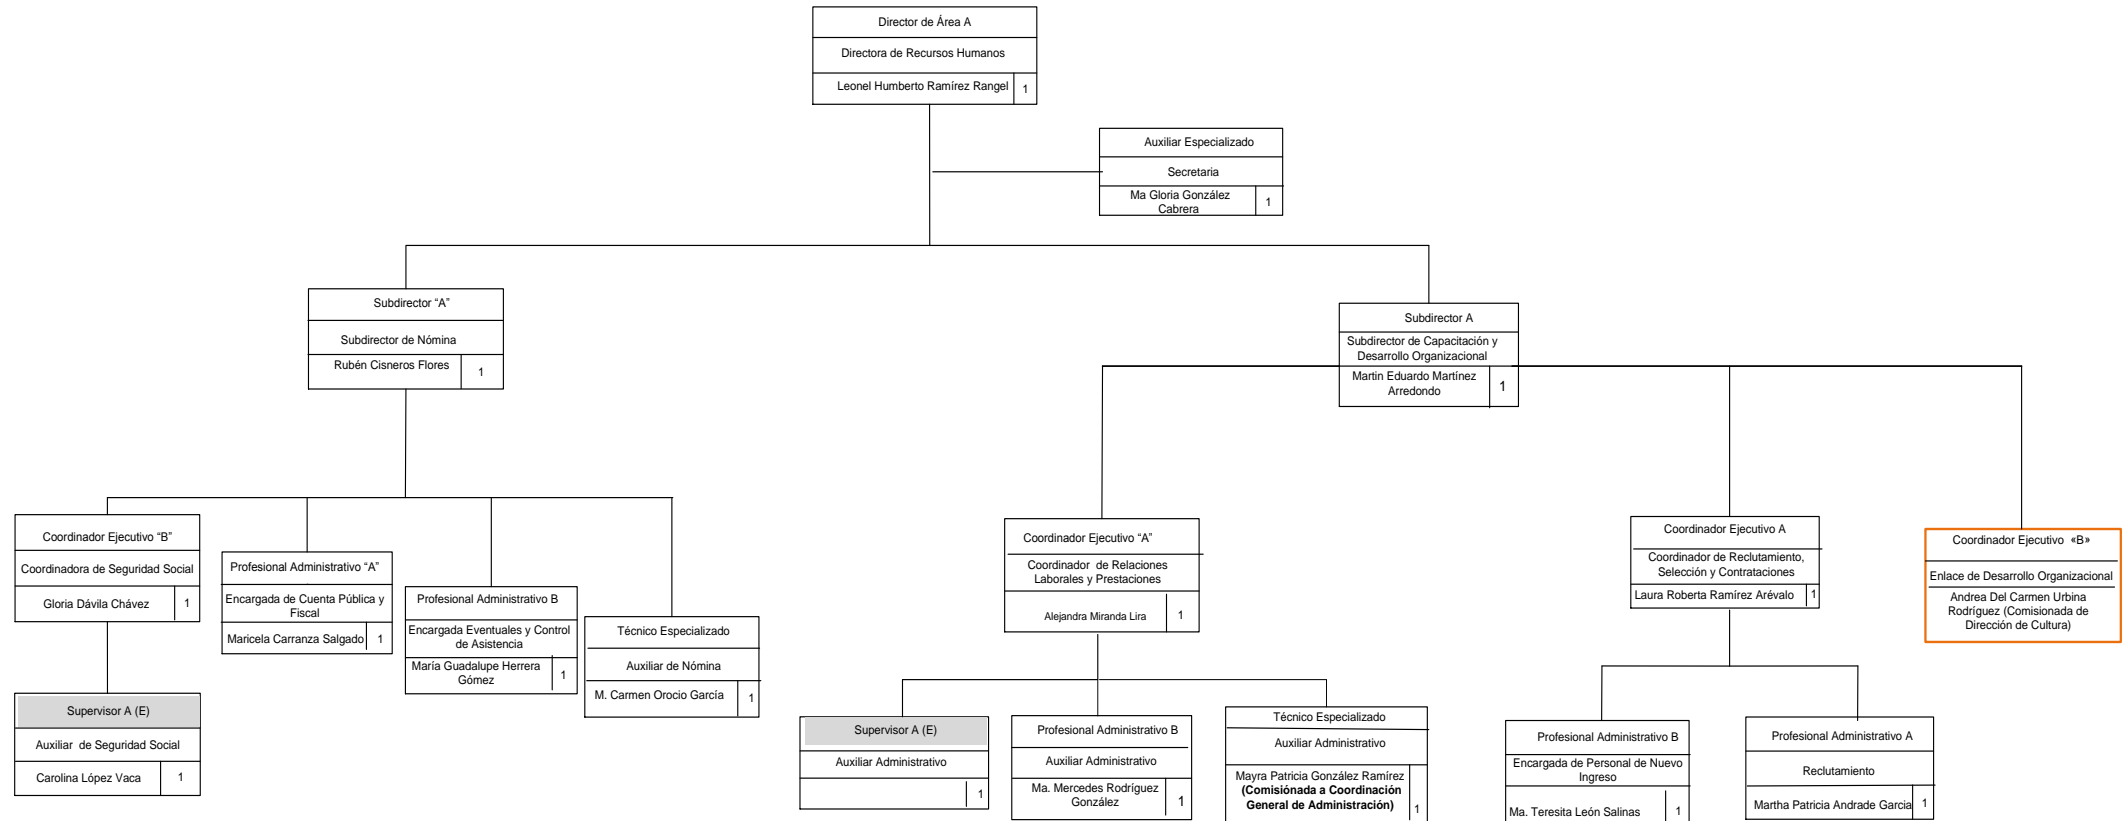 Director de Área A
Directora de Recursos Humanos
Leonel Humberto Ramírez Rangel
1
Auxiliar Especializado
Secretaria
Ma Gloria González
Cabrera
1
Subdirector “A”
Subdirector de Nómina
Rubén Cisneros Flores
1
Subdirector A
Subdirector de Capacitación y
Desarrollo Organizacional
Martin Eduardo Martínez
Arredondo
1
Coordinador Ejecutivo “B”
Coordinadora de Seguridad Social
Gloria Dávila Chávez
1
Profesional Administrativo “A”
Encargada de Cuenta Pública y
Fiscal
Maricela Carranza Salgado
1
Profesional Administrativo B
Encargada Eventuales y Control
de Asistencia
María Guadalupe Herrera
Gómez
1
Técnico Especializado
Auxiliar de Nómina
M. Carmen Orocio García
1
Supervisor A (E)
Auxiliar de Seguridad Social
Carolina López Vaca
1
Coordinador Ejecutivo “A”
Coordinador de Relaciones
Laborales y Prestaciones
Alejandra Miranda Lira
1
Coordinador Ejecutivo A
Coordinador de Reclutamiento,
Selección y Contrataciones
Laura Roberta Ramírez Arévalo
1
Coordinador Ejecutivo «B»
Enlace de Desarrollo Organizacional
Andrea Del Carmen Urbina
Rodríguez (Comisionada de
Dirección de Cultura)
Supervisor A (E)
Auxiliar Administrativo
1
Profesional Administrativo B
Auxiliar Administrativo
Ma. Mercedes Rodríguez
González
1
Técnico Especializado
Auxiliar Administrativo
Mayra Patricia González Ramírez
(Comisiónada a Coordinación
General de Administración)
1
Profesional Administrativo B
Encargada de Personal de Nuevo
Ingreso
Ma. Teresita León Salinas
1
Profesional Administrativo A
Reclutamiento
Martha Patricia Andrade Garcia
1